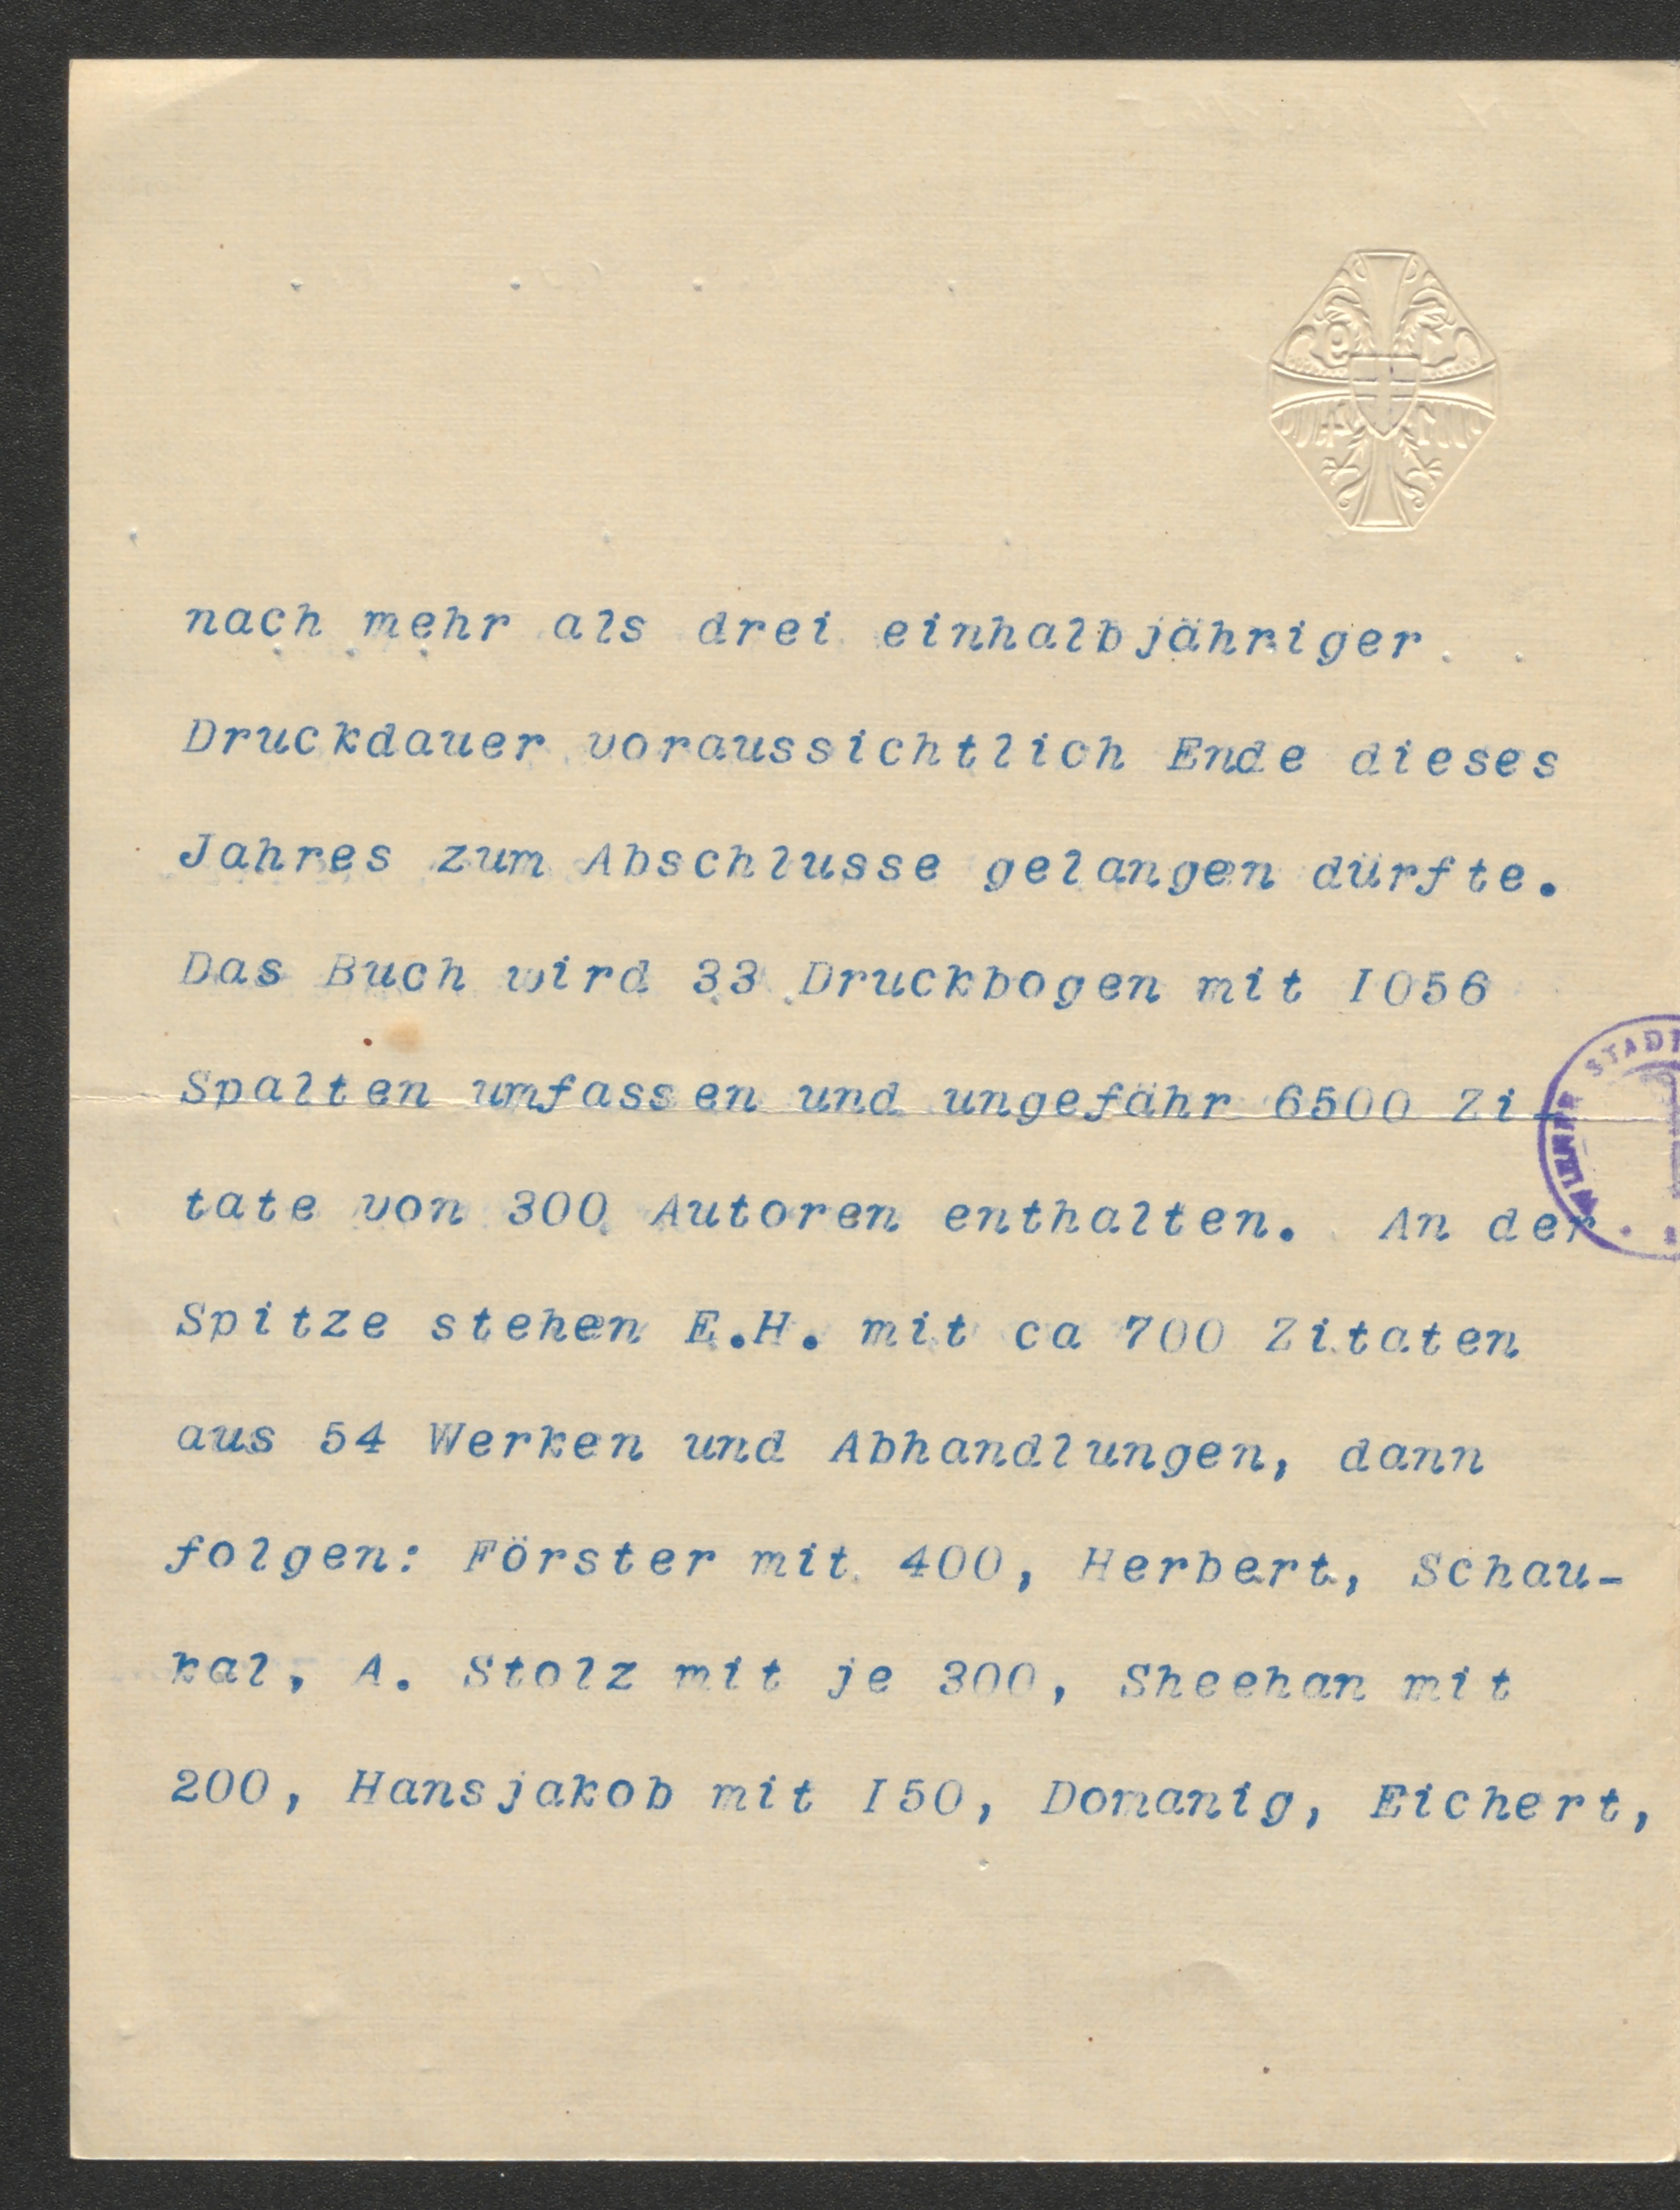 nach mehr als drei einhalbjähriger
Druckdauer voraussichtlich Ende dieses
Jahres zum Abschlusse gelangen dürfte.
Das Buch wird 33 Druckbogen mit I056
Spalten umfassen und ungefähr 6500 Zi-
tate von 300 Autoren enthalten. An der
Spitze stehen E.H. mit ca 700 Zitaten
aus 54 Werken und Abhandlungen, dann
folgen: Förster mit 400, Herbert, Schau-
kal, A. Stolz mit je 300, Sheehan mit
200, Hansjakob mit I50, Domanig, Eichert,
WIENER STADT